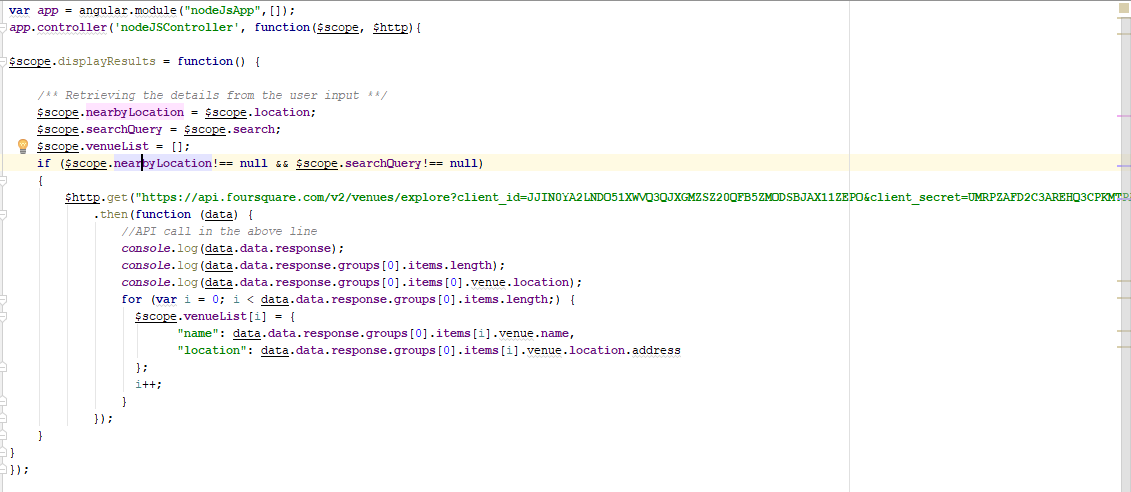 var app = angular.module("nodeJsApp",[]);
app.controller('nodeJSController', function($scope, $http){
$scope.displayResults = function() {
/** Retrieving the details from the user input **/
$scope.nearbyLocation = $scope.location;
$scope.searchQuery = $scope.search;
$scope.venueList = [];
if ($scope.nearbyLocation!== null && $scope.searchQuery!== null)
{
$http.get("https://api.foursquare.com/v2/venues/explore?client_id=JJIN0YA2LNDO51XWVQ3QJXGMZSZ20QFB5ZMODSBJAX11ZEPO&client_secret=UMRPZAFD2C3AREHQ3CPKMTR
.then(function (data) {
//API call in the above line
console.log(data.data.response);
console.log(data.data.response.groups[0].items.length);
console.log(data.data.response.groups[0].items[0].venue.location);
for (var i = 0; i < data.data.response.groups[0].items.length;) {
$scope.venueList[i] = {
"name": data.data.response.groups[0].items[i].venue.name,
"location": data.data.response.groups[0].items[i].venue.location.address
};
i++;
}
});
}
}
});